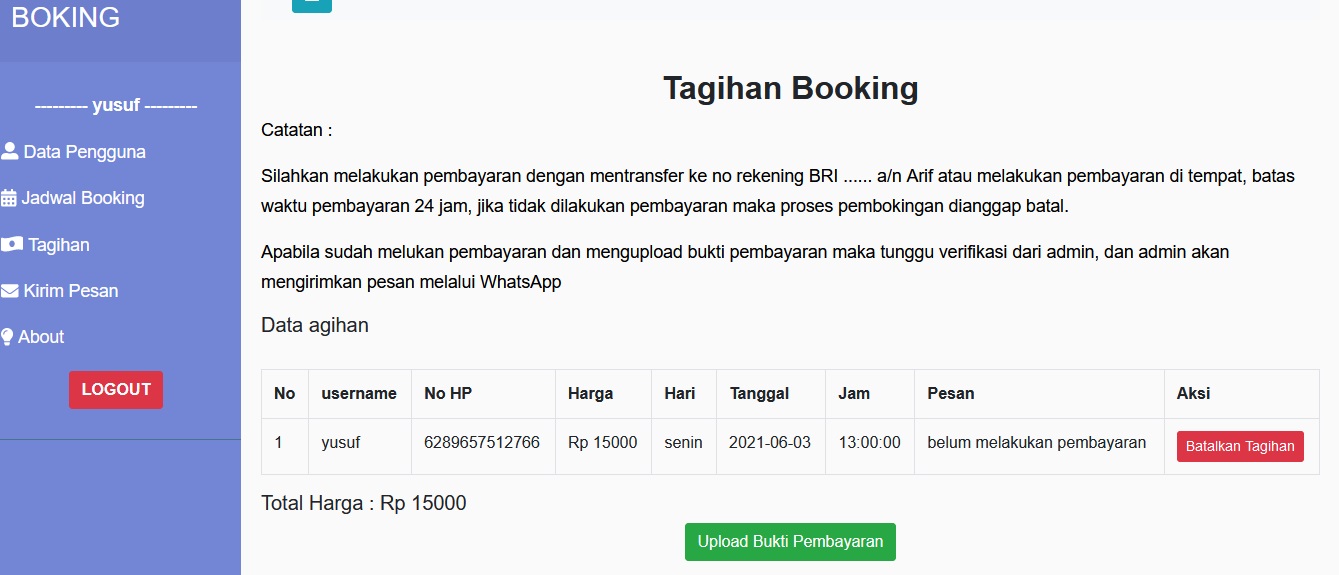 BOKING
--------- yusuf ---------
Data Pengguna
Jadwal Booking
Tagihan
Kirim Pesan
About
LOGOUT
Tagihan Booking
Catatan :
Silahkan melakukan pembayaran dengan mentransfer ke no rekening BRI ...... a/n Arif atau melakukan pembayaran di tempat, batas
waktu pembayaran 24 jam, jika tidak dilakukan pembayaran maka proses pembokingan dianggap batal.
Apabila sudah melukan pembayaran dan mengupload bukti pembayaran maka tunggu verifikasi dari admin, dan admin akan
mengirimkan pesan melalui WhatsApp
Data agihan
No username No HP Harga Hari Tanggal Jam Pesan Aksi
1 yusuf 6289657512766 Rp 15000 senin 2021-06-03 13:00:00 belum melakukan pembayaran Batalkan Tagihan
Total Harga : Rp 15000
Upload Bukti Pembayaran